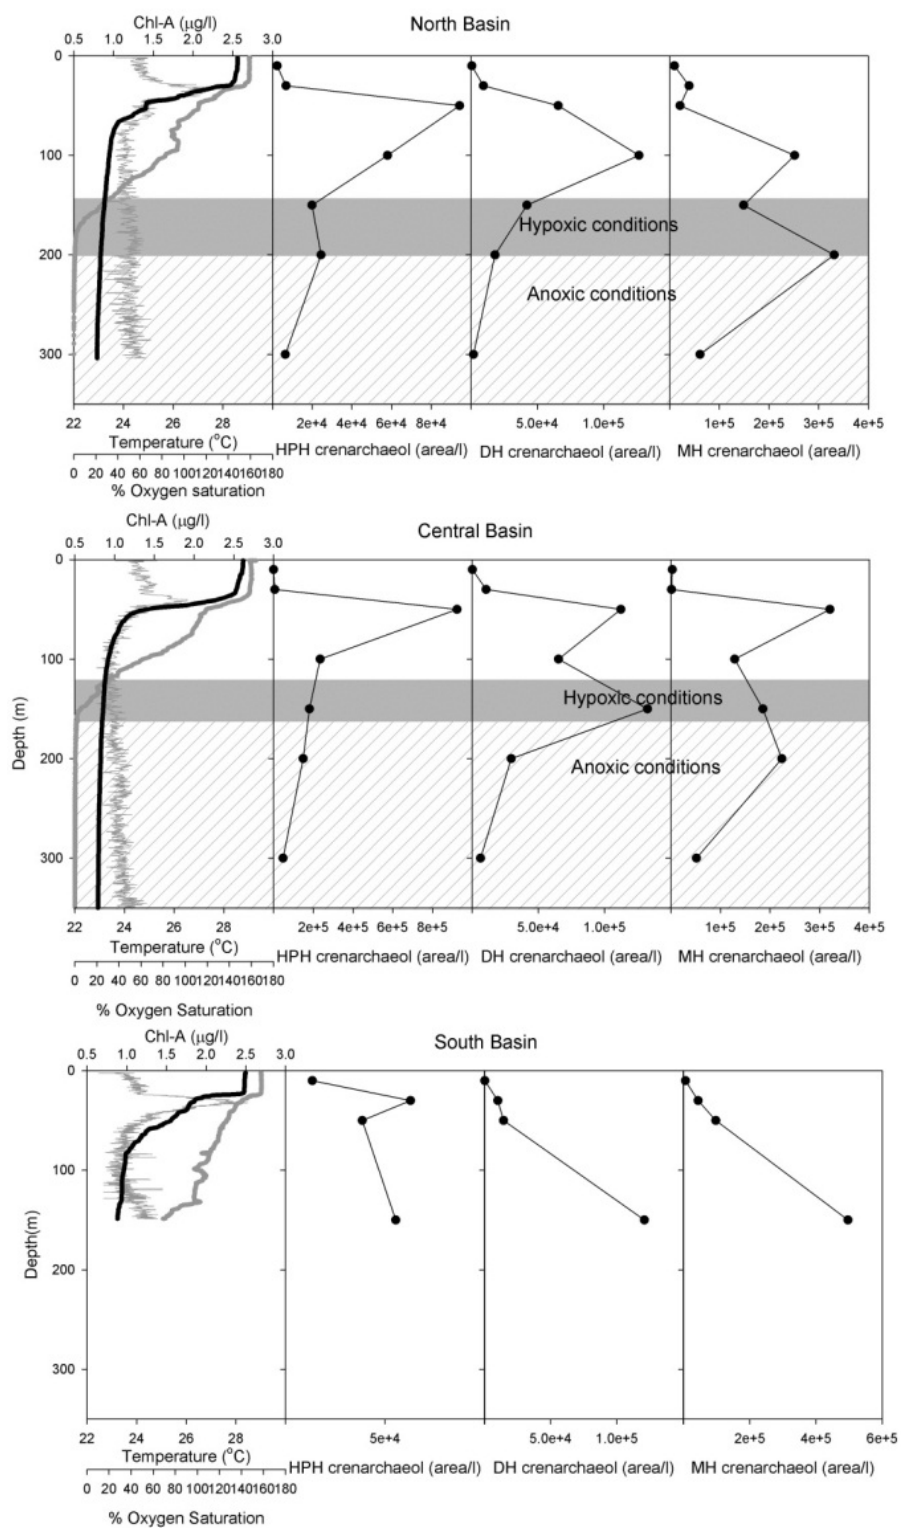 North Basin
Chl-A (µg/l)
0.5 1.0 1.5 2.0 2.5 3.0
0
100
200
300
Hypoxic conditions
Anoxic conditions
22 24 26 28
2e+4 4e+4 6e+4 8e+4
5.0e+4 1.0e+5
1e+5 2e+5 3e+5 4e+5
Temperature (°C)
HPH crenarchaeol (area/l)
DH crenarchaeol (area/l)
MH crenarchaeol (area/l)
0 20 40 60 80 100120140160180
% Oxygen saturation
Central Basin
Chl-A (µg/l)
0.5 1.0 1.5 2.0 2.5 3.0
Depth (m)
0
100
200
300
Hypoxic conditions
Anoxic conditions
22 24 26 28
2e+5 4e+5 6e+5 8e+5
5.0e+4 1.0e+5
1e+5 2e+5 3e+5 4e+5
Temperature (°C)
HPH crenarchaeol (area/l)
DH crenarchaeol (area/l)
MH crenarchaeol (area/l)
0 20 40 60 80 100120140160180
% Oxygen Saturation
South Basin
Chl-A (µg/l)
0.5 1.0 1.5 2.0 2.5 3.0
Depth(m)
0
100
200
300
22 24 26 28
5e+4
5.0e+4 1.0e+5
2e+5 4e+5 6e+5
Temperature (°C)
HPH crenarchaeol (area/l)
DH crenarchaeol (area/l)
MH crenarchaeol (area/l)
0 20 40 60 80 100120140160180
% Oxygen Saturation